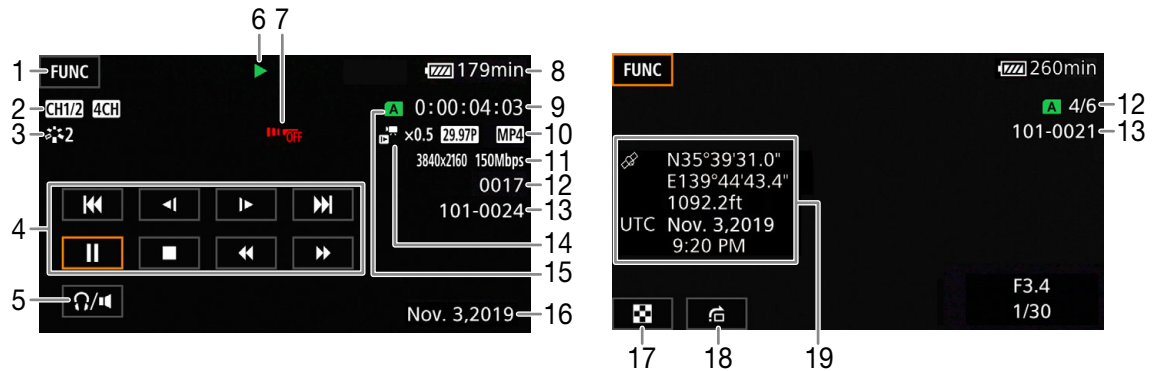 6 7
1 FUNC 179min 8
2 CH1/2 4CH A 0:00:04:03 9
3 2 OFF ×0.5 29.97P MP4 10
3840x2160 150Mbps 11
0017 12
4 101-0024 13
14
15
5 Nov. 3,2019 16
FUNC 260min
A 4/6 12
101-0021 13
N35°39'31.0"
E139°44'43.4"
1092.2ft
UTC Nov. 3,2019
9:20 PM
F3.4
1/30
17 18 19